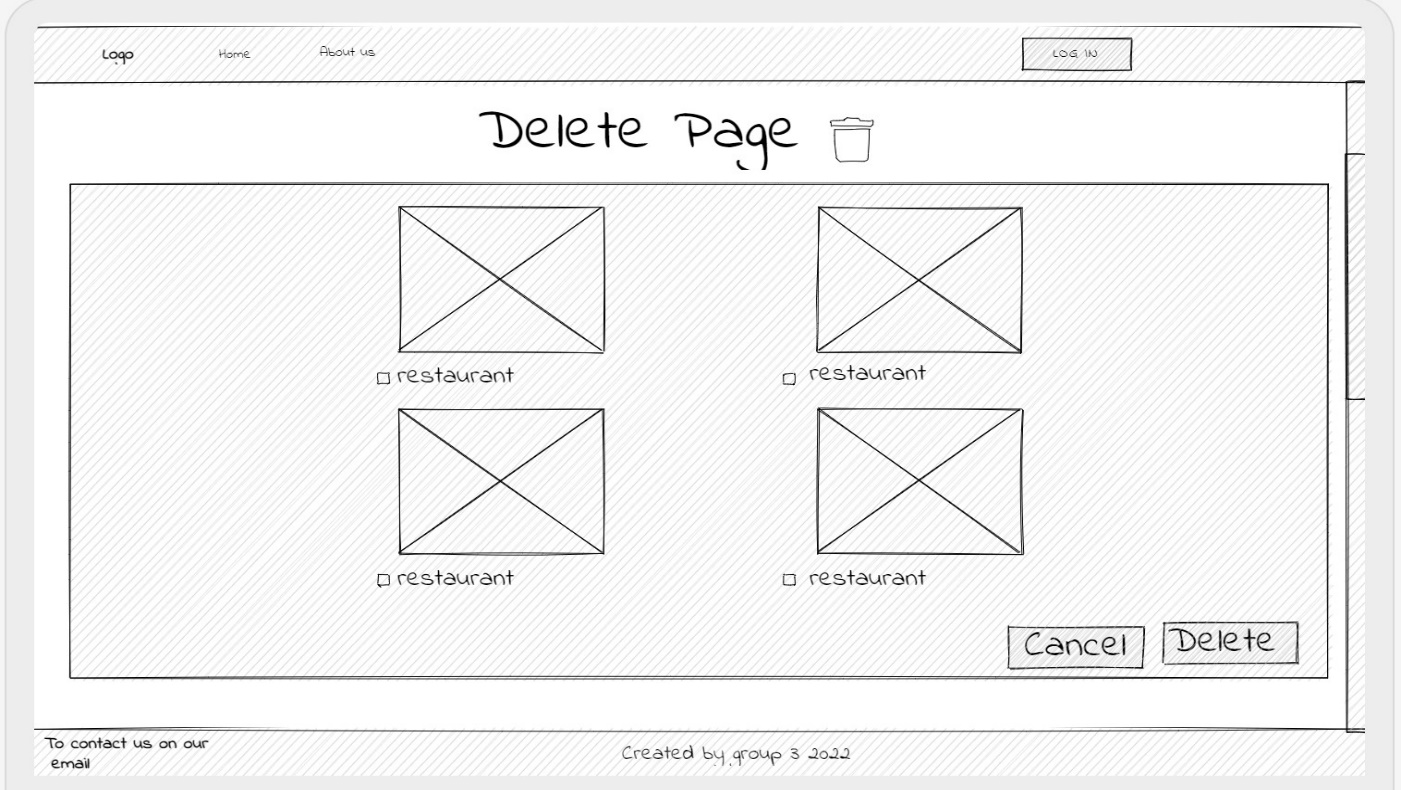 Logo
Home
About us
LOG IN
Delete Page
restaurant
restaurant
restaurant
restaurant
Cancel
Delete
To contact us on our
email
Created by group 3 2022